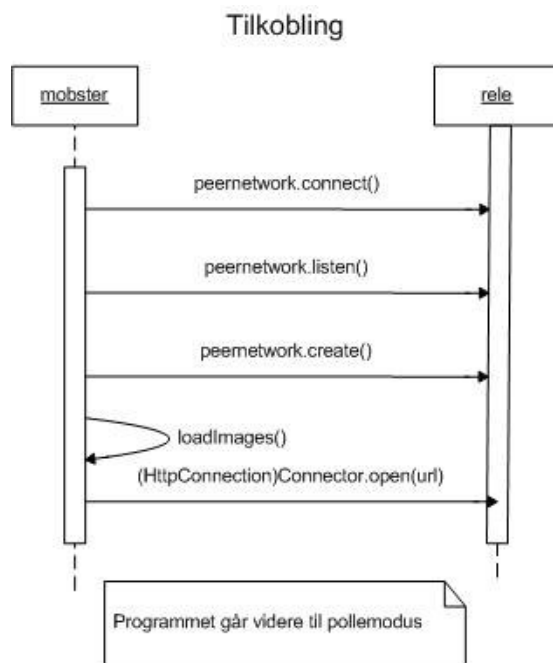 Tilkobling
mobster
rele
peernetwork.connect()
peernetwork.listen()
peernetwork.create()
loadImages()
(HttpConnection)Connector.open(url)
Programmet går videre til pollemodus